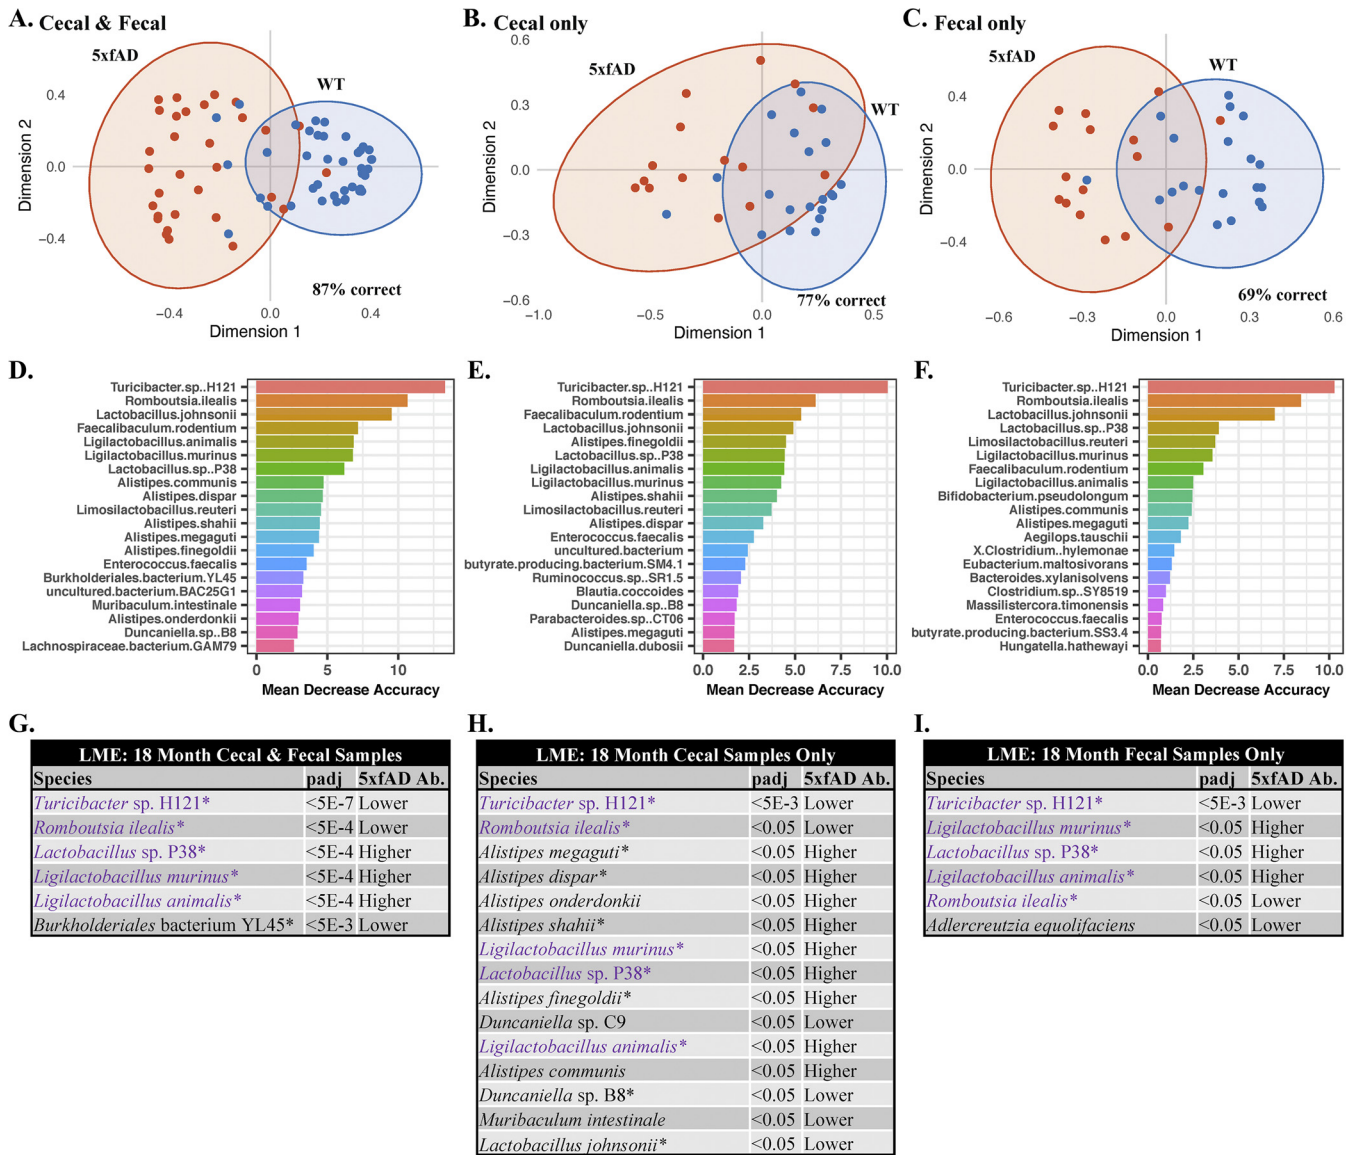 A. Cecal & Fecal
5xfAD
WT
0.4
0.0
−0.4
Dimension 2
87% correct
−0.4
0.0
0.4
Dimension 1
B. Cecal only
0.6
5xfAD
WT
0.3
0.0
−0.3
−0.6
Dimension 2
77% correct
−1.0
−0.5
0.0
0.5
Dimension 1
C. Fecal only
5xfAD
WT
0.4
0.0
−0.4
Dimension 2
69% correct
−0.6
−0.3
0.0
0.3
0.6
Dimension 1
D.
Turicibacter.sp..H121
Romboutsia.ilealis
Lactobacillus.johnsonii
Faecalibaculum.rodentium
Ligilactobacillus.animalis
Ligilactobacillus.murinus
Lactobacillus.sp..P38
Alistipes.communis
Alistipes.dispar
Limosilactobacillus.reuteri
Alistipes.shahii
Alistipes.megaguti
Alistipes.finegoldii
Enterococcus.faecalis
Burkholderiales.bacterium.YL45
uncultured.bacterium.BAC25G1
Muribaculum.intestinale
Alistipes.onderdonkii
Duncaniella.sp..B8
Lachnospiraceae.bacterium.GAM79
0 5 10
Mean Decrease Accuracy
E.
Turicibacter.sp..H121
Romboutsia.ilealis
Faecalibaculum.rodentium
Lactobacillus.johnsonii
Alistipes.finegoldii
Lactobacillus.sp..P38
Ligilactobacillus.animalis
Ligilactobacillus.murinus
Alistipes.shahii
Limosilactobacillus.reuteri
Alistipes.dispar
Enterococcus.faecalis
uncultured.bacterium
butyrate.producing.bacterium.SM4.1
Ruminococcus.sp..SR1.5
Blautia.coccoides
Duncaniella.sp..B8
Parabacteroides.sp..CT06
Alistipes.megaguti
Duncaniella.dubosii
0.0 2.5 5.0 7.5 10.0
Mean Decrease Accuracy
F.
Turicibacter.sp..H121
Romboutsia.ilealis
Lactobacillus.johnsonii
Lactobacillus.sp..P38
Limosilactobacillus.reuteri
Ligilactobacillus.murinus
Faecalibaculum.rodentium
Ligilactobacillus.animalis
Bifidobacterium.pseudolongum
Alistipes.communis
Alistipes.megaguti
Aegilops.tauschii
X.Clostridium..hylemonae
Eubacterium.maltosivorans
Bacteroides.xylanisolvens
Clostridium.sp..SY8519
Massilistercora.timonensis
Enterococcus.faecalis
butyrate.producing.bacterium.SS3.4
Hungatella.hathewayi
0.0 2.5 5.0 7.5 10.0
Mean Decrease Accuracy
G.
LME: 18 Month Cecal & Fecal Samples
Species padj 5xfAD Ab.
Turicibacter sp. H121* <5E-7 Lower
Romboutsia ilealis* <5E-4 Lower
Lactobacillus sp. P38* <5E-4 Higher
Ligilactobacillus murinus* <5E-4 Higher
Ligilactobacillus animalis* <5E-4 Higher
Burkholderiales bacterium YL45* <5E-3 Lower
H.
LME: 18 Month Cecal Samples Only
Species padj 5xfAD Ab.
Turicibacter sp. H121* <5E-3 Lower
Romboutsia ilealis* <0.05 Lower
Alistipes megaguti* <0.05 Higher
Alistipes dispar* <0.05 Higher
Alistipes onderdonkii <0.05 Higher
Alistipes shahii* <0.05 Higher
Ligilactobacillus murinus* <0.05 Higher
Lactobacillus sp. P38* <0.05 Higher
Alistipes finegoldii* <0.05 Higher
Duncaniella sp. C9 <0.05 Lower
Ligilactobacillus animalis* <0.05 Higher
Alistipes communis <0.05 Higher
Duncaniella sp. B8* <0.05 Lower
Muribaculum intestinale <0.05 Lower
Lactobacillus johnsonii* <0.05 Lower
I.
LME: 18 Month Fecal Samples Only
Species padj 5xfAD Ab.
Turicibacter sp. H121* <5E-3 Lower
Ligilactobacillus murinus* <0.05 Higher
Lactobacillus sp. P38* <0.05 Higher
Ligilactobacillus animalis* <0.05 Higher
Romboutsia ilealis* <0.05 Lower
Adlercreutzia equolifaciens <0.05 Lower